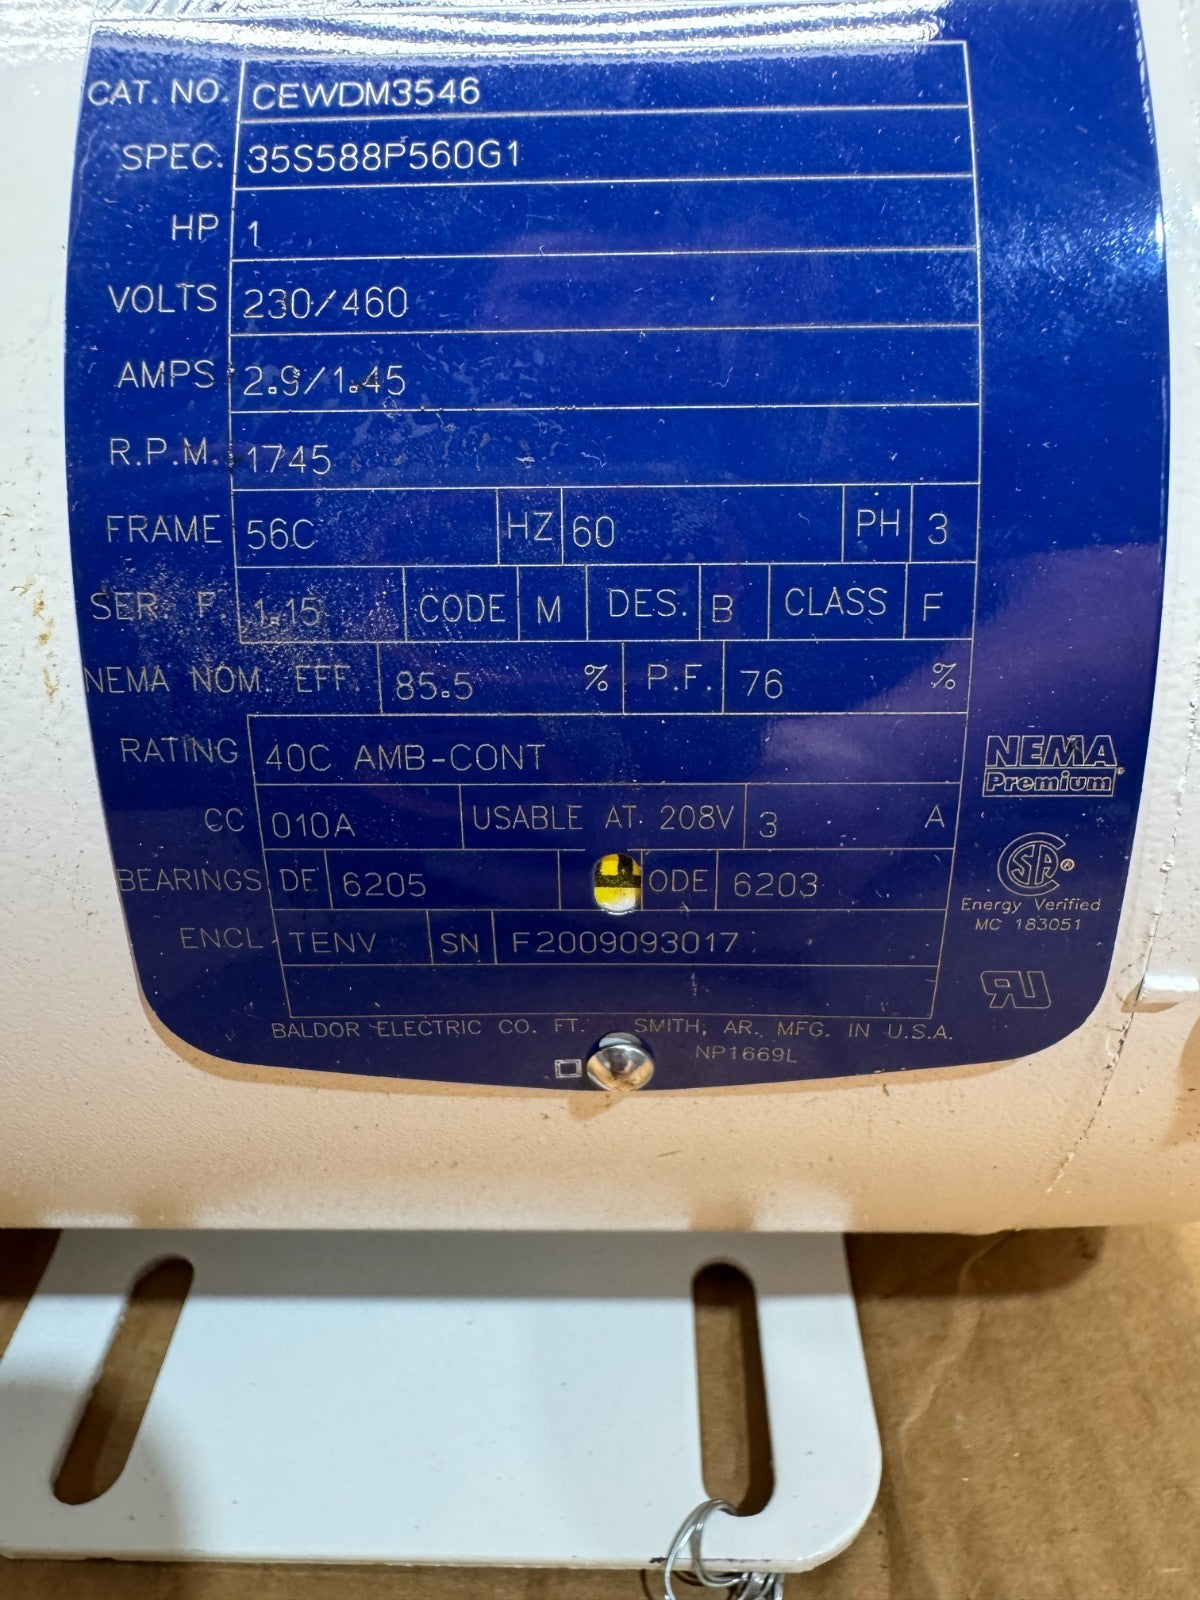 CAT. NO. CEWDM3546
SPEC. 35S588P560G1
HP 1
VOLTS 230/460
AMPS 2.9/1.45
R.P.M. 1745
FRAME 56C HZ 60 PH 3
SER. F. 1.15 CODE M DES. B CLASS F
NEMA NOM. EFF. 85.5 % P.F. 76 %
RATING 40C AMB-CONT
NEMA
Premium®
CC 010A USABLE AT 208V 3 A
BEARINGS DE 6205 ODE 6203
CSA ®
Energy Verified
MC 183051
ENCL TENV SN F2009093017
RU
BALDOR ELECTRIC CO. FT. SMITH, AR. MFG. IN U.S.A.
NP1669L